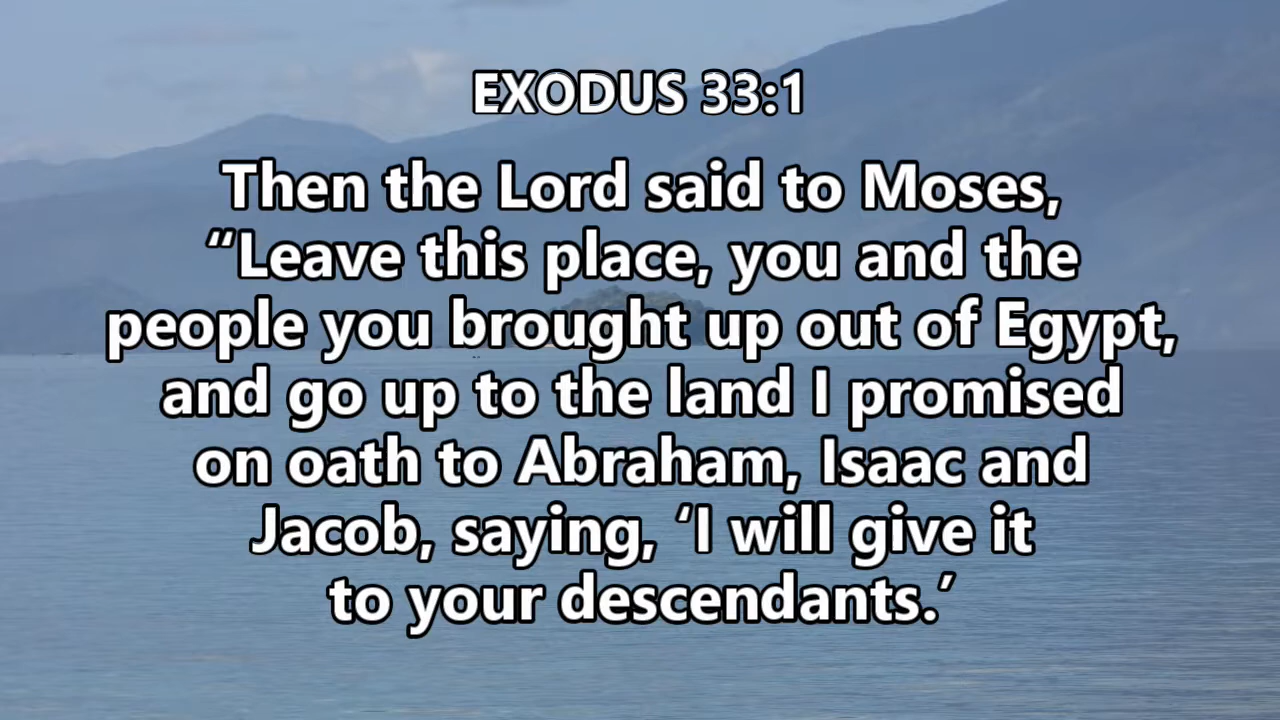 EXODUS 33:1
Then the Lord said to Moses,
“Leave this place, you and the
people you brought up out of Egypt,
and go up to the land I promised
on oath to Abraham, Isaac and
Jacob, saying, ‘I will give it
to your descendants.’